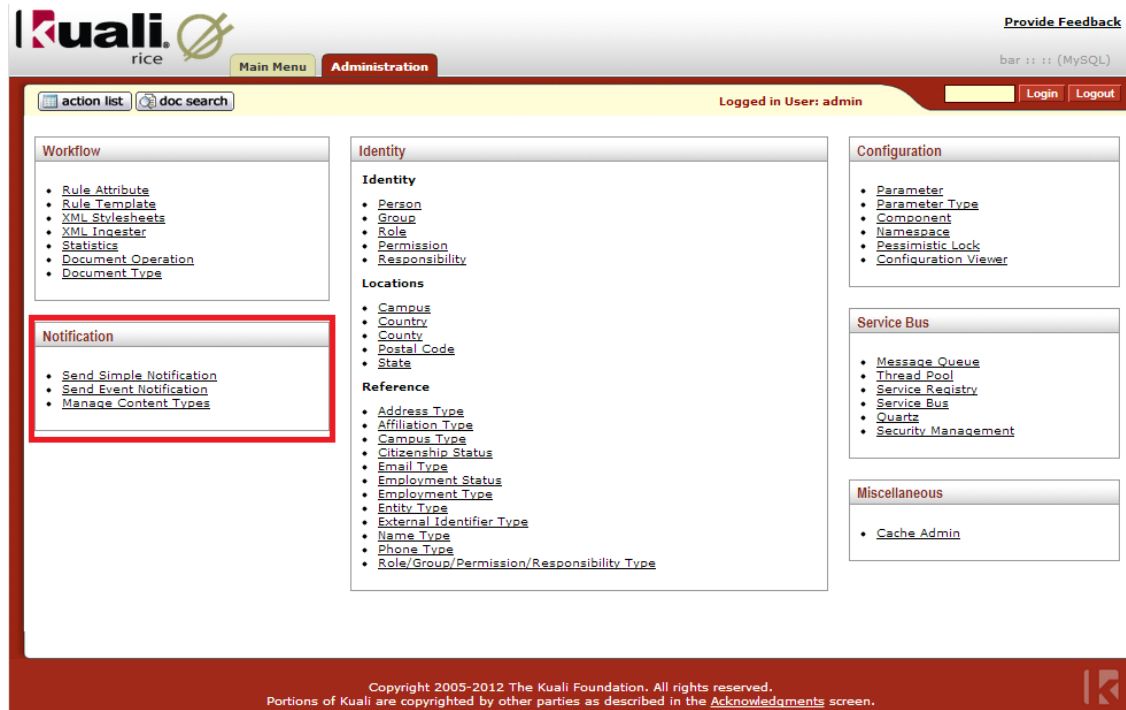 Kuali.
rice
Provide Feedback
Main Menu
Administration
bar :: :: (MySQL)
action list
doc search
Logged in User: admin
Login
Logout
Workflow
Rule Attribute
Rule Template
XML Stylesheets
XML Ingester
Statistics
Document Operation
Document Type
Notification
Send Simple Notification
Send Event Notification
Manage Content Types
Identity
Identity
Person
Group
Role
Permission
Responsibility
Locations
Campus
Country
County
Postal Code
State
Reference
Address Type
Affiliation Type
Campus Type
Citizenship Status
Email Type
Employment Status
Employment Type
Entity Type
External Identifier Type
Name Type
Phone Type
Role/Group/Permission/Responsibility Type
Configuration
Parameter
Parameter Type
Component
Namespace
Pessimistic Lock
Configuration Viewer
Service Bus
Message Queue
Thread Pool
Service Registry
Service Bus
Quartz
Security Management
Miscellaneous
Cache Admin
Copyright 2005-2012 The Kuali Foundation. All rights reserved.
Portions of Kuali are copyrighted by other parties as described in the Acknowledgments screen.